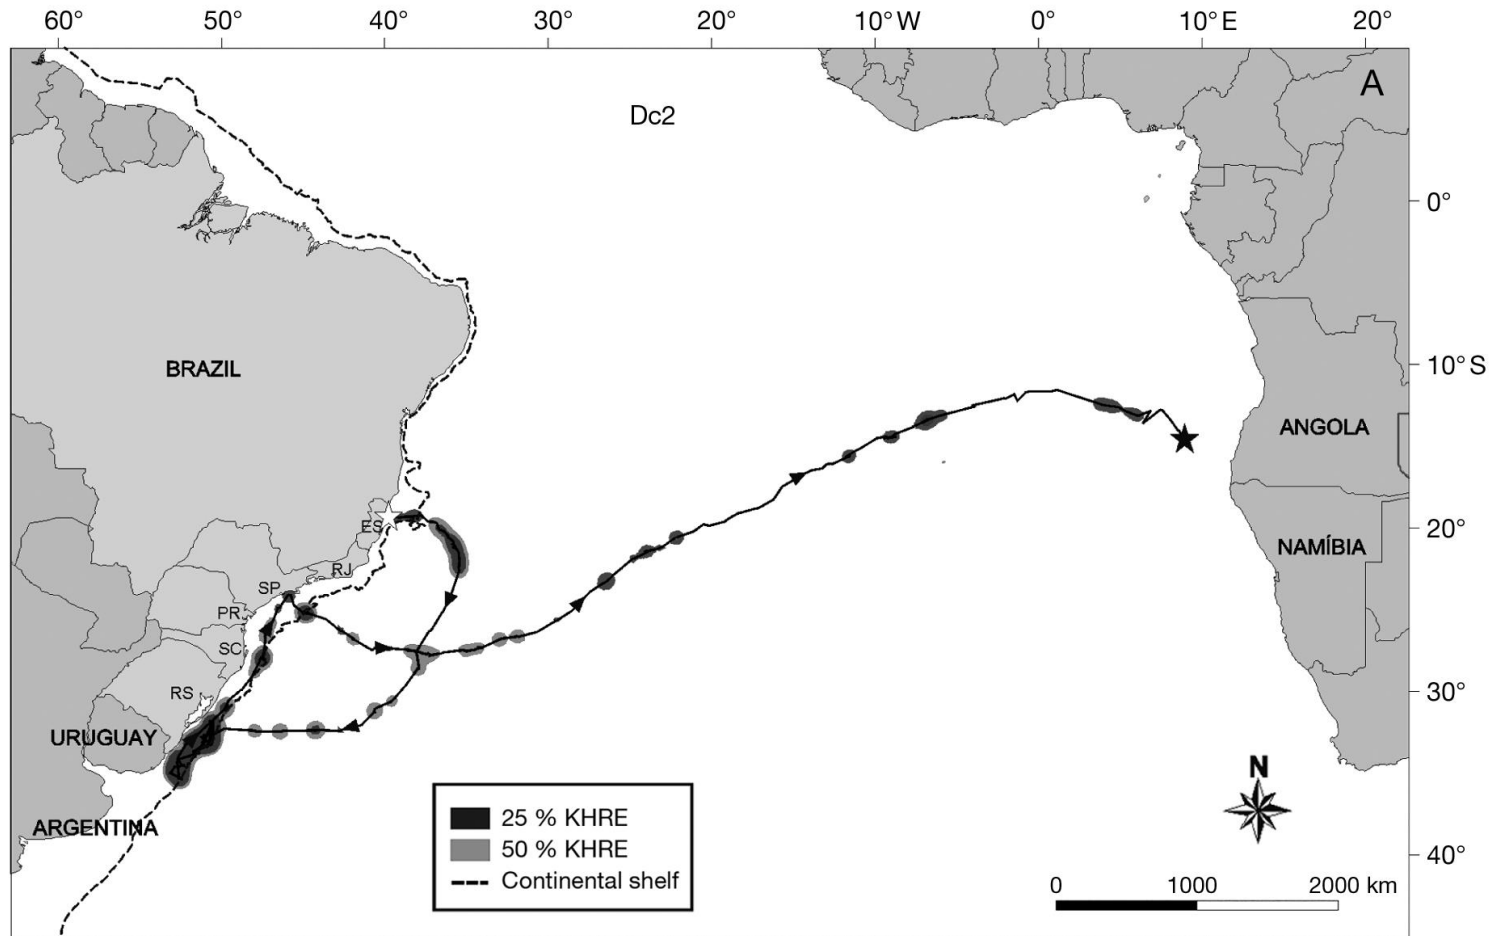 60° 50° 40° 30° 20° 10° W 0° 10° E 20°
A
Dc2
0°
BRAZIL
10° S
ANGOLA
ES
20°
NAMÍBIA
RJ
SP
PR
SC
RS
30°
URUGUAY
N
25 % KHRE
ARGENTINA
50 % KHRE
40°
Continental shelf
0 1000 2000 km